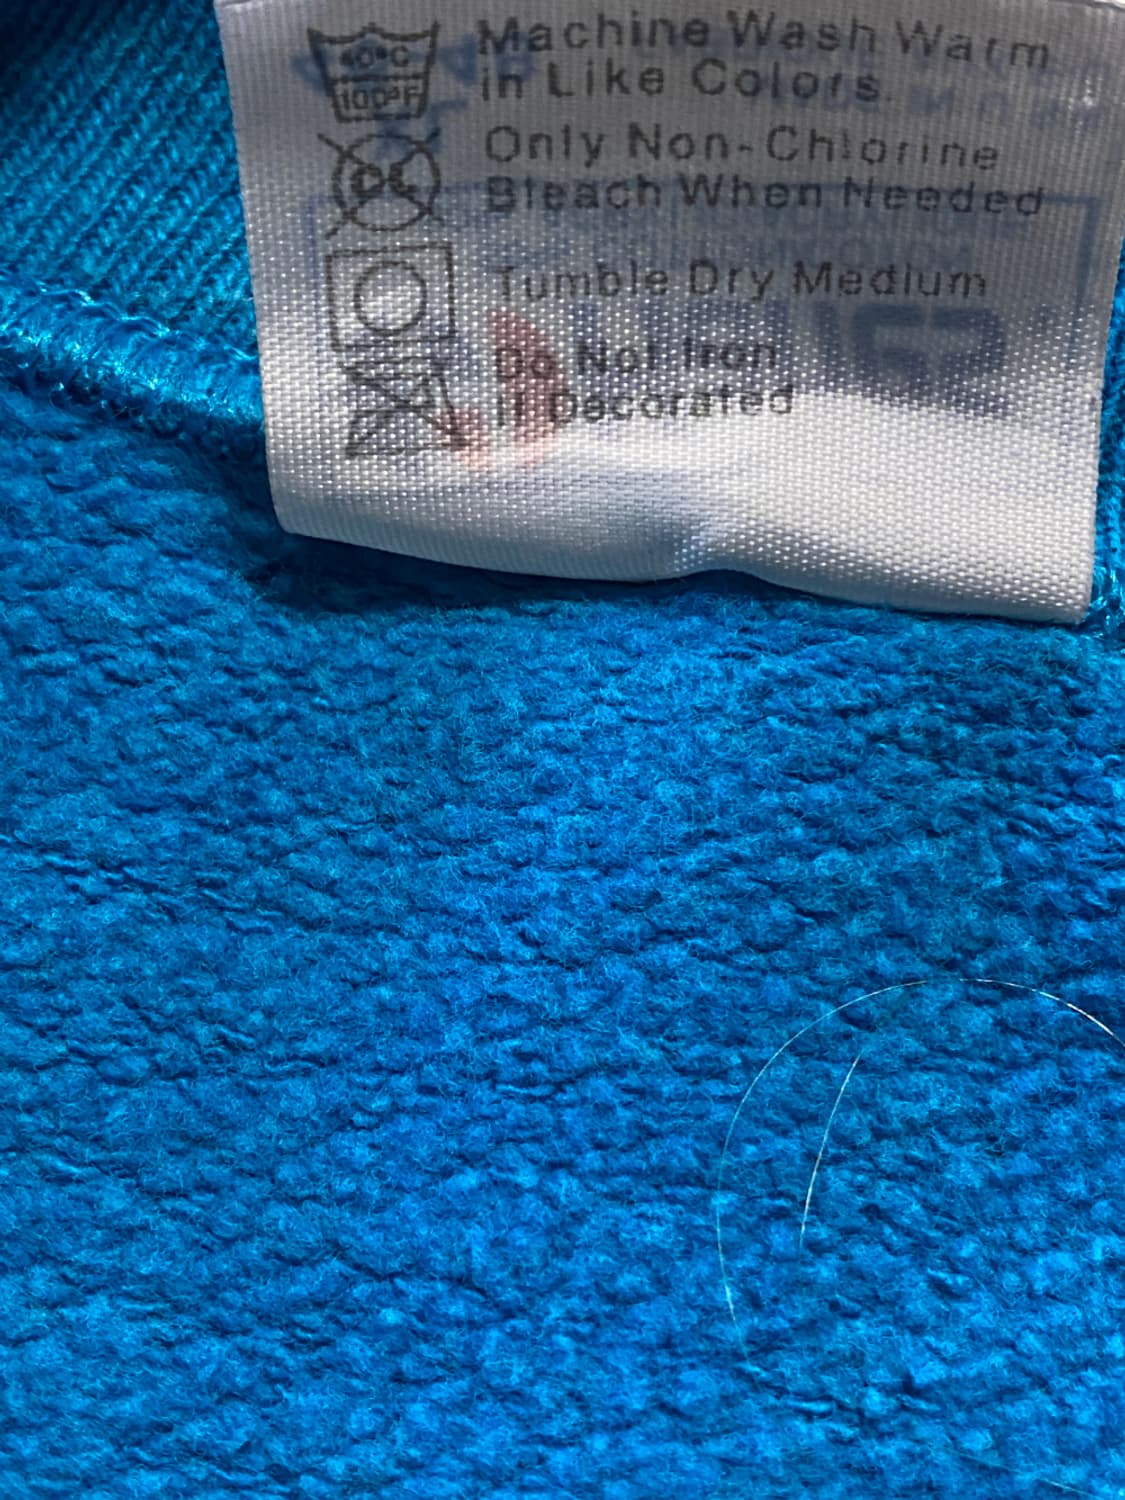 40°C
100°F
Machine Wash Warm
in Like Colors.
Only Non-Chlorine
Bleach When Needed
Tumble Dry Medium
Do Not Iron
If Decorated